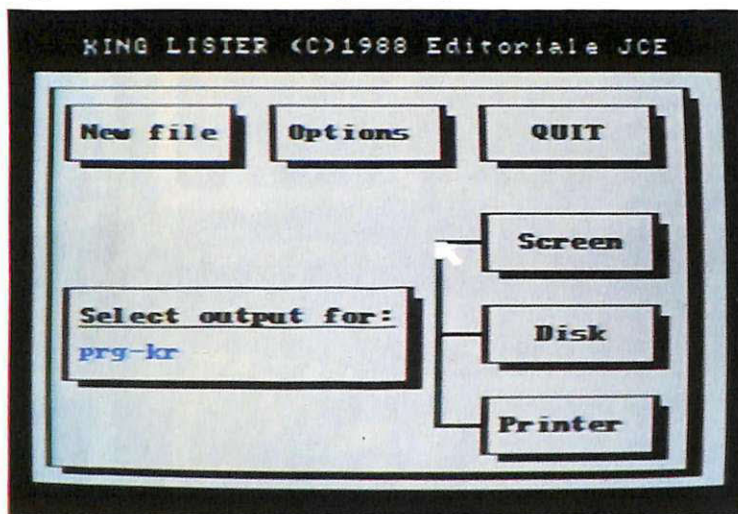 KING LISTER (C)1988 Editoriale JCE
New file
Options
QUIT
Screen
Select output for:
prg-kr
Disk
Printer